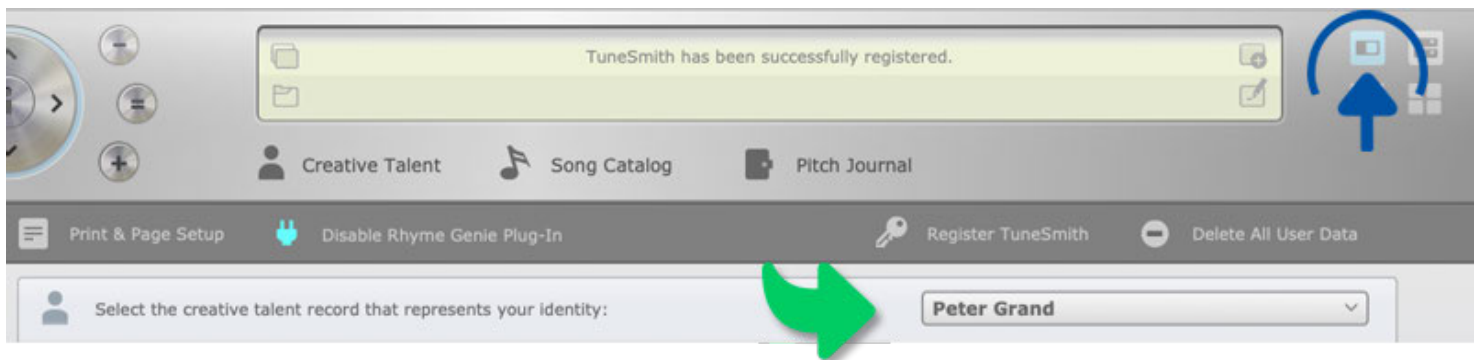 TuneSmith has been successfully registered.
Creative Talent Song Catalog Pitch Journal
Print & Page Setup Disable Rhyme Genie Plug-In Register TuneSmith Delete All User Data
Select the creative talent record that represents your identity: Peter Grand